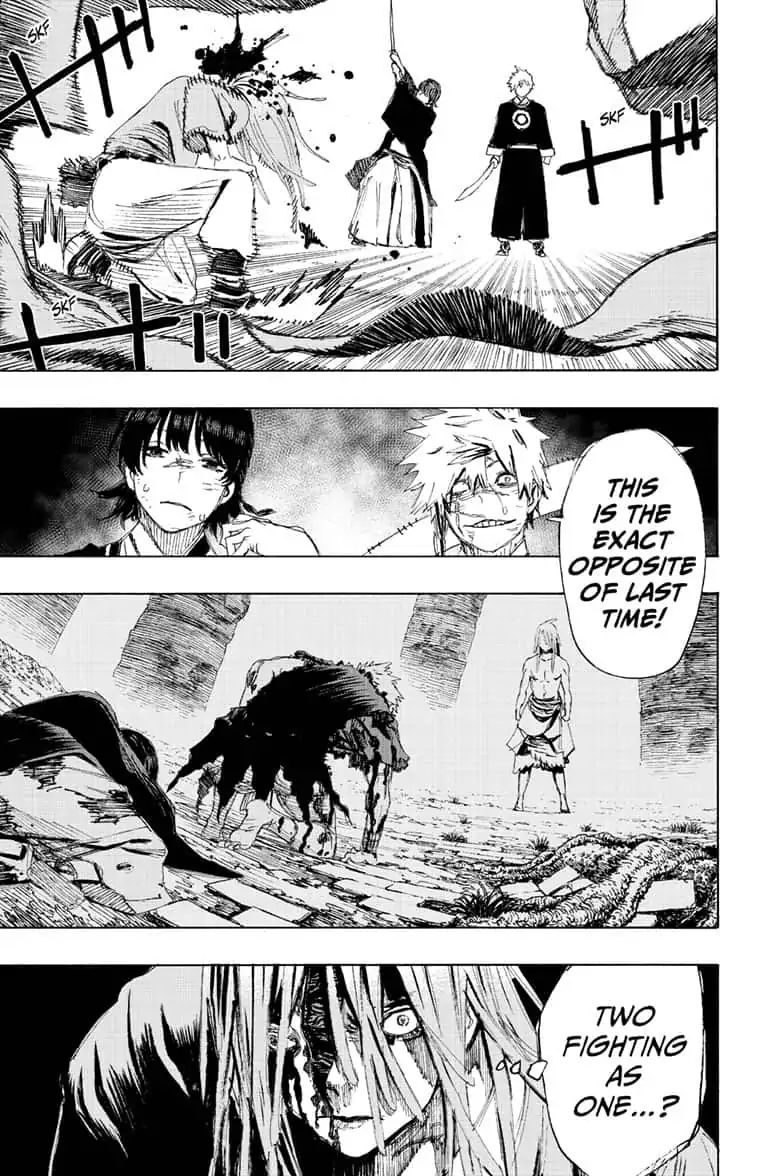 SKF
SKF
SKF
THIS
IS THE
EXACT
OPPOSITE
OF LAST
TIME!
TWO
FIGHTING
AS
ONE...?